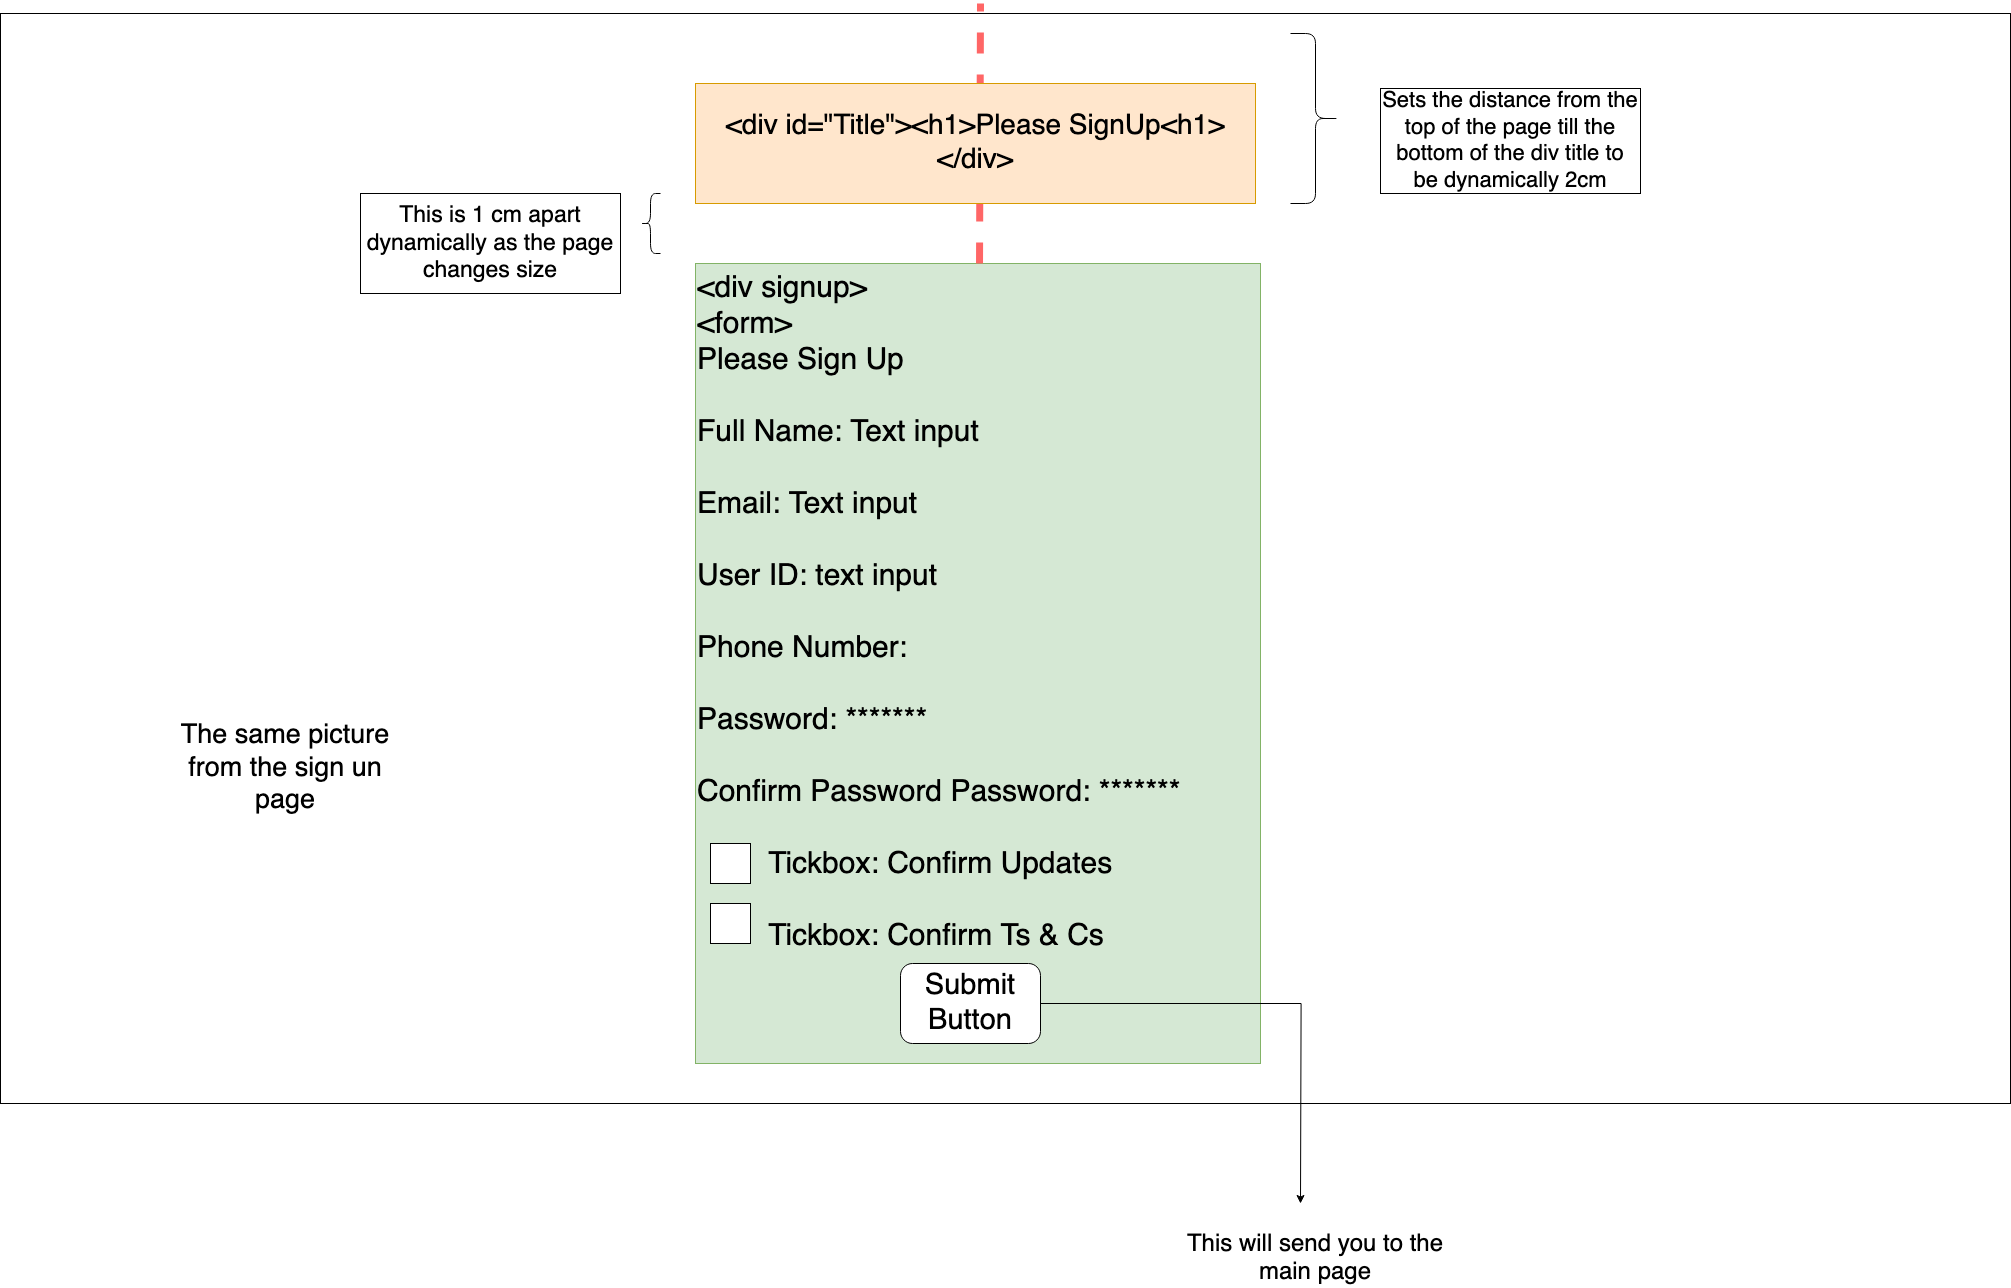 <div id="Title"><h1>Please SignUp<h1>
</div>
Sets the distance from the
top of the page till the
bottom of the div title to
be dynamically 2cm
This is 1 cm apart
dynamically as the page
changes size
<div signup>
<form>
Please Sign Up
Full Name: Text input
Email: Text input
User ID: text input
Phone Number:
Password: *******
Confirm Password Password: *******
Tickbox: Confirm Updates
Tickbox: Confirm Ts & Cs
Submit
Button
The same picture
from the sign un
page
This will send you to the
main page